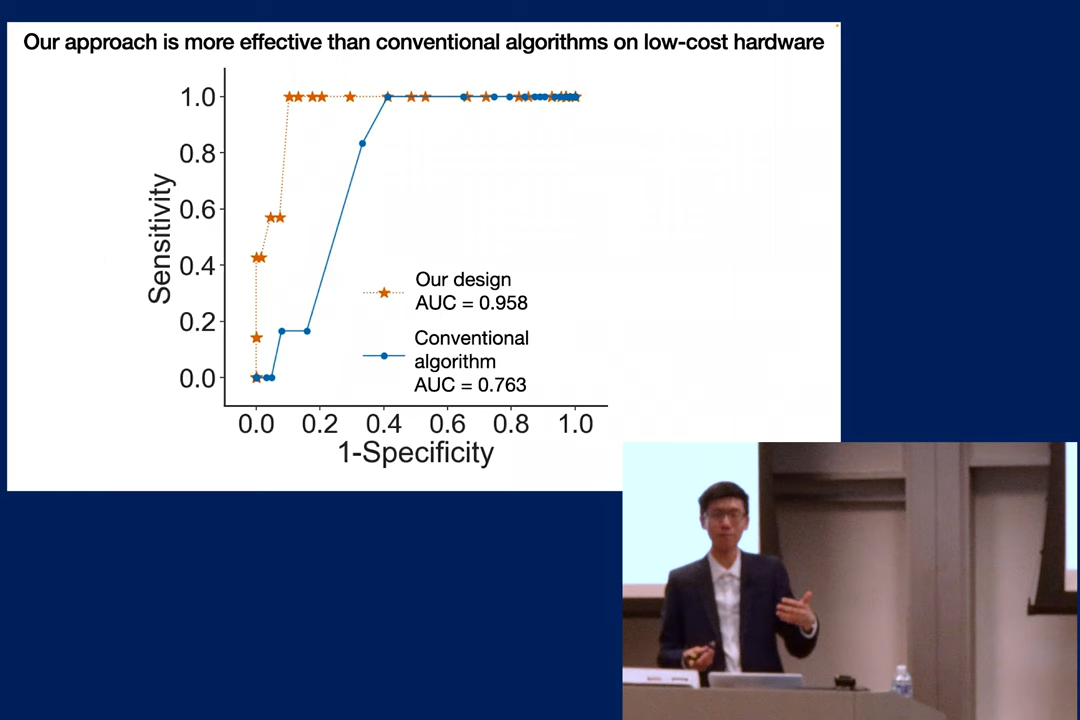 Our approach is more effective than conventional algorithms on low-cost hardware
1.0
0.8
0.6
0.4
0.2
0.0
Sensitivity
Our design
AUC = 0.958
Conventional
algorithm
AUC = 0.763
0.0 0.2 0.4 0.6 0.8 1.0
1-Specificity